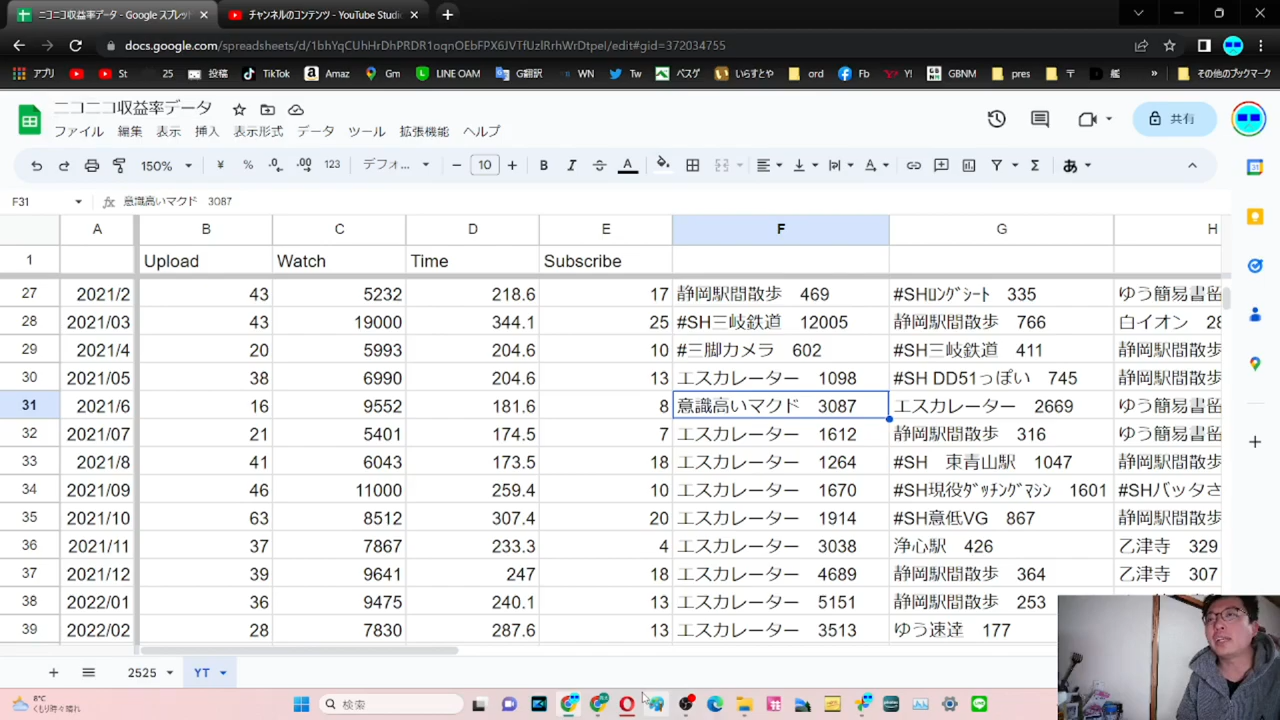 ニコニコ収益率データ - Google スプレッ
チャンネルのコンテンツ - YouTube Studi
docs.google.com/spreadsheets/d/1bhYqCUhHrDhPRDR1oqnOEbFPX6JVTfUzlRrhWrDtpeI/edit#gid=372034755
アプリ St 25 投稿 TikTok Amaz Gm LINE OAM G翻訳 WN Tw ペスゲ いらすとや ord Fb Y! GBNM pres 〒 艦 » その他のブックマーク
ニコニコ収益率データ
ファイル 編集 表示 挿入 表示形式 データ ツール 拡張機能 ヘルプ
共有
150% ¥ % .0 .00 123 デフォ... 10 B I A Σ あ
F31 fx 意識高いマクド 3087
A B C D E F G H
1 Upload Watch Time Subscribe
27 2021/2 43 5232 218.6 17 静岡駅間散歩 469 #SHﾛﾝｸﾞｼｰﾄ 335 ゆう簡易書留
28 2021/03 43 19000 344.1 25 #SH三岐鉄道 12005 静岡駅間散歩 766 白イオン 28
29 2021/4 20 5993 204.6 10 #三脚カメラ 602 #SH三岐鉄道 411 静岡駅間散歩
30 2021/05 38 6990 204.6 13 エスカレーター 1098 #SH DD51っぽい 745 ゆう簡易書留
31 2021/6 16 9552 181.6 8 意識高いマクド 3087 エスカレーター 2669 ゆう簡易書留
32 2021/07 21 5401 174.5 7 エスカレーター 1612 静岡駅間散歩 316 ゆう簡易書留
33 2021/8 41 6043 173.5 18 エスカレーター 1264 #SH 東青山駅 1047 静岡駅間散歩
34 2021/09 46 11000 259.4 10 エスカレーター 1670 #SH現役ﾀﾞｯﾁﾝｸﾞﾏｼﾝ 1601 #SHバッタさ
35 2021/10 63 8512 307.4 20 エスカレーター 1914 #SH意低VG 867 静岡駅間散歩
36 2021/11 37 7867 233.3 4 エスカレーター 3038 浄心駅 426 乙津寺 329
37 2021/12 39 9641 247 18 エスカレーター 4689 静岡駅間散歩 364 乙津寺 307
38 2022/01 36 9475 240.1 13 エスカレーター 5151 静岡駅間散歩 253
39 2022/02 28 7830 287.6 13 エスカレーター 3513 ゆう速達 177
2525 YT
8°C
くもり時々晴れ
検索